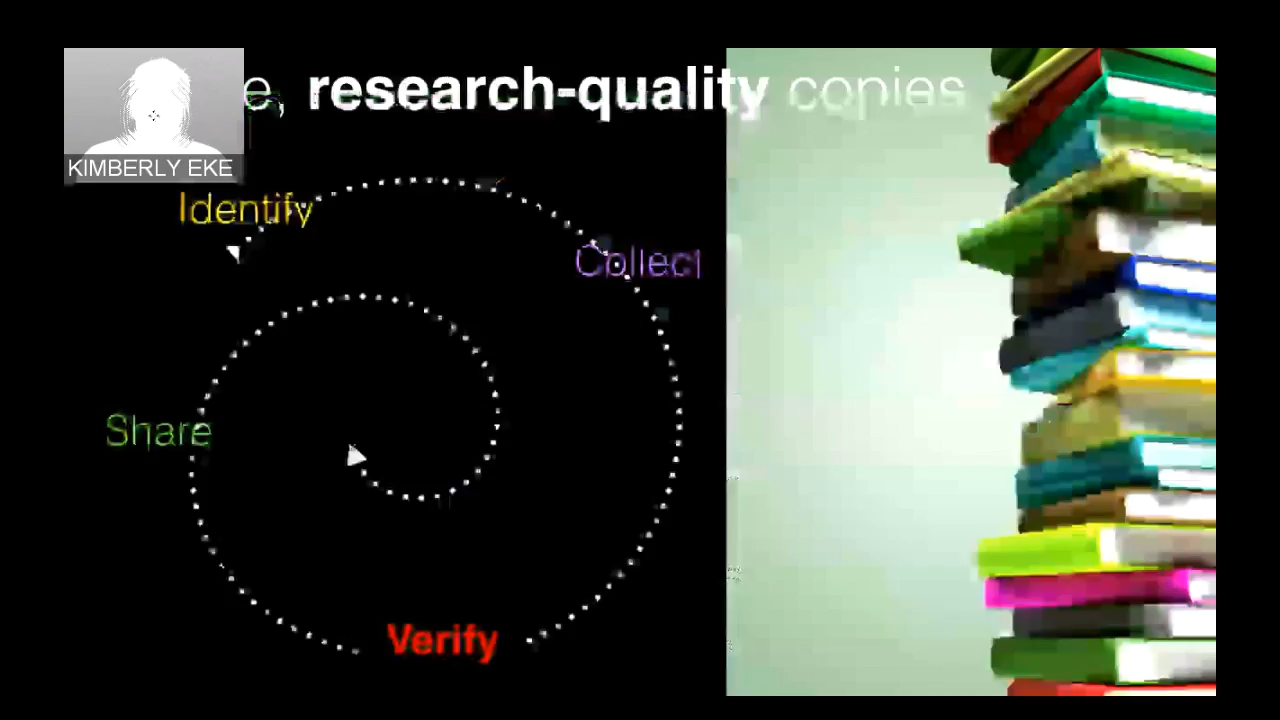 research-quality copies
KIMBERLY EKE
Identify
Collect
Share
Verify